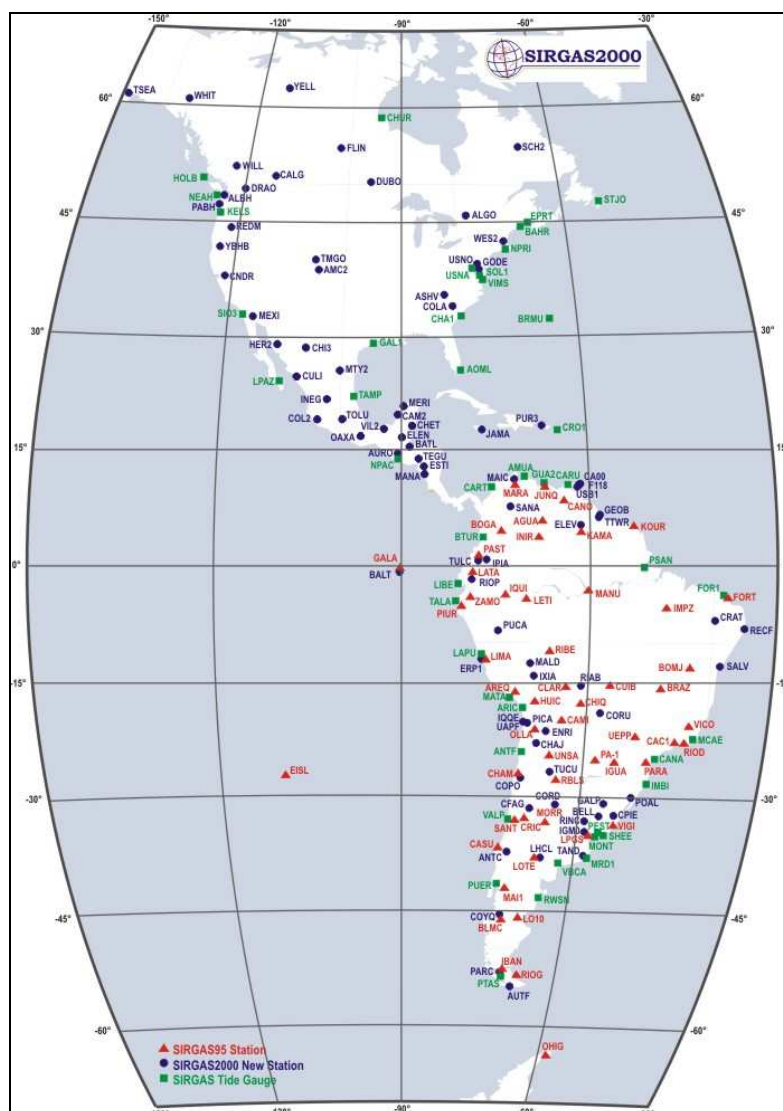 -150°
-120°
-90°
-60°
-30°
SIRGAS2000
TSEA
WHIT
YELL
60°
60°
CHUR
FLIN
SCH2
WILL
CALG
HOLB
DRAO
DUBO
NEAH
ALBH
PABH
KELS
STJO
45°
45°
REDM
ALGO
EPRT
BAHR
WES2
NPRI
YBHB
TMGO
AMC2
USNO
GODE
USNA
SOL1
VIMS
CNDR
ASHV
COLA
SIO3
MEXI
CHA1
BRMU
30°
30°
HER2
CHI3
GAL1
LPAZ
CULI
MTY2
AOML
INEG
TAMP
MERI
COL2
TOLU
CAM2
VIL2
CHET
PUR3
CRO1
JAMA
OAXA
ELEN
BATL
15°
15°
AURO
TEGU
NPAC
ESTI
MANA
MAIC
AMUA
GUA2
CARU
CA00
F118
USB1
CART
MARA
JUNQ
CANO
SANA
GEOB
TTWR
KOUR
BOGA
AGUA
ELEV
KAMA
INIR
BTUR
PAST
GALA
TULC
IPIA
PSAN
0°
0°
BALT
LATA
RIOP
LIBE
IQUI
MANU
FOR1
FORT
TALA
ZAMO
LETI
PIUR
IMPZ
CRAT
PUCA
RECF
LAPU
RIBE
LIMA
ERP1
MALD
BOMJ
SALV
IXIA
RIAB
-15°
-15°
AREQ
CLAR
CUIB
BRAZ
MATA
HUIC
CHIQ
ARIC
IQQE
PICA
CAMI
CORU
UAPF
OLLA
ENRI
VICO
UEPP
MCAE
CHAJ
CAC1
RIOD
ANTF
UNSA
PA-1
CANA
IGUA
PARA
EISL
CHAM
TUCU
RBLS
COPO
IMBI
-30°
-30°
CFAG
CORD
GALP
POAL
MORR
BELL
CPIE
VALP
SANT
CRIC
RINC
VIGI
PEST
IGM0
LPGS
SHEE
MONT
CASU
ANTC
LHCL
TAND
LOTE
MRD1
VBCA
PUER
MAI1
RWSN
-45°
-45°
COYQ
LO10
BLMC
IBAN
PARC
RIOG
PTAS
AUTF
-60°
-60°
SIRGAS95 Station
SIRGAS2000 New Station
SIRGAS Tide Gauge
OHIG